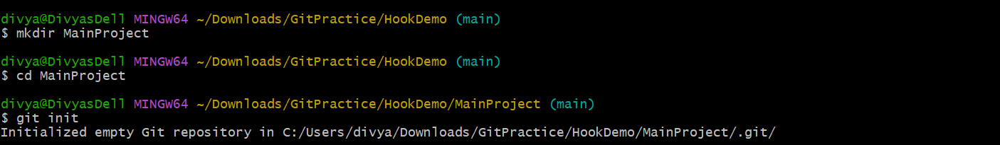 divya@DivyasDell MINGW64 ~/Downloads/GitPractice/HookDemo (main)
$ mkdir MainProject
divya@DivyasDell MINGW64 ~/Downloads/GitPractice/HookDemo (main)
$ cd MainProject
divya@DivyasDell MINGW64 ~/Downloads/GitPractice/HookDemo/MainProject (main)
$ git init
Initialized empty Git repository in C:/Users/divya/Downloads/GitPractice/HookDemo/MainProject/.git/